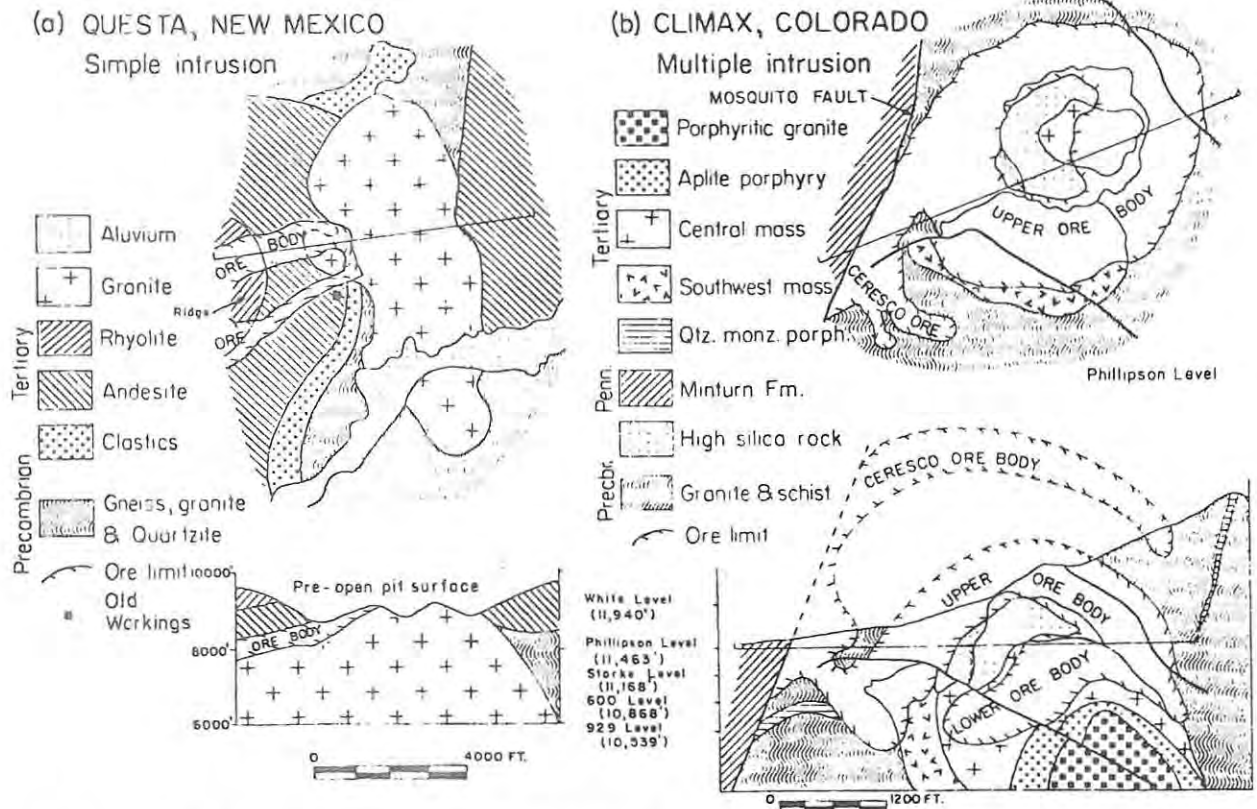 (a) QUESTA, NEW MEXICO
Simple intrusion
BODY
ORE
Ridge
ORE
Tertiary
Precambrian
Aluvium
Granite
Rhyolite
Andesite
Clastics
Gneiss, granite
& Quartzite
Ore limit
Old
Workings
10000'
8000'
6000'
Pre-open pit surface
ORE BODY
0 4000 FT.
(b) CLIMAX, COLORADO
Multiple intrusion
MOSQUITO FAULT
Tertiary
Penn.
Precbr.
Porphyritic granite
Aplite porphyry
Central mass
Southwest mass
Qtz. monz. porph.
Minturn Fm.
High silica rock
Granite & schist
Ore limit
UPPER ORE BODY
CERESCO ORE
Phillipson Level
CERESCO ORE BODY
UPPER ORE BODY
LOWER ORE BODY
White Level
(11,940')
Phillipson Level
(11,463')
Storke Level
(11,168')
600 Level
(10,868')
929 Level
(10,539')
0 1200 FT.